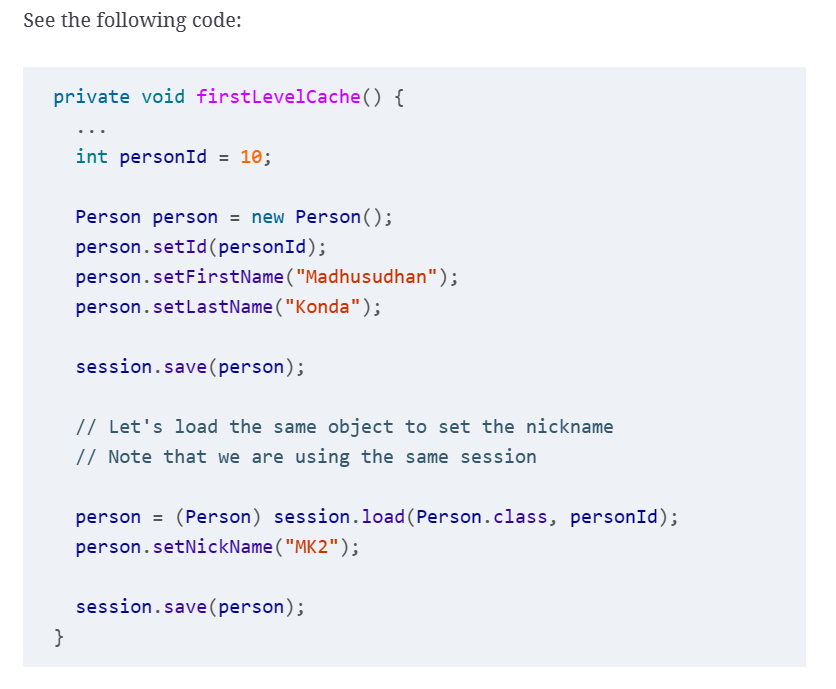 See the following code:
private void firstLevelCache() {
...
int personId = 10;
Person person = new Person();
person.setId(personId);
person.setFirstName("Madhusudhan");
person.setLastName("Konda");
session.save(person);
// Let's load the same object to set the nickname
// Note that we are using the same session
person = (Person) session.load(Person.class, personId);
person.setNickName("MK2");
session.save(person);
}